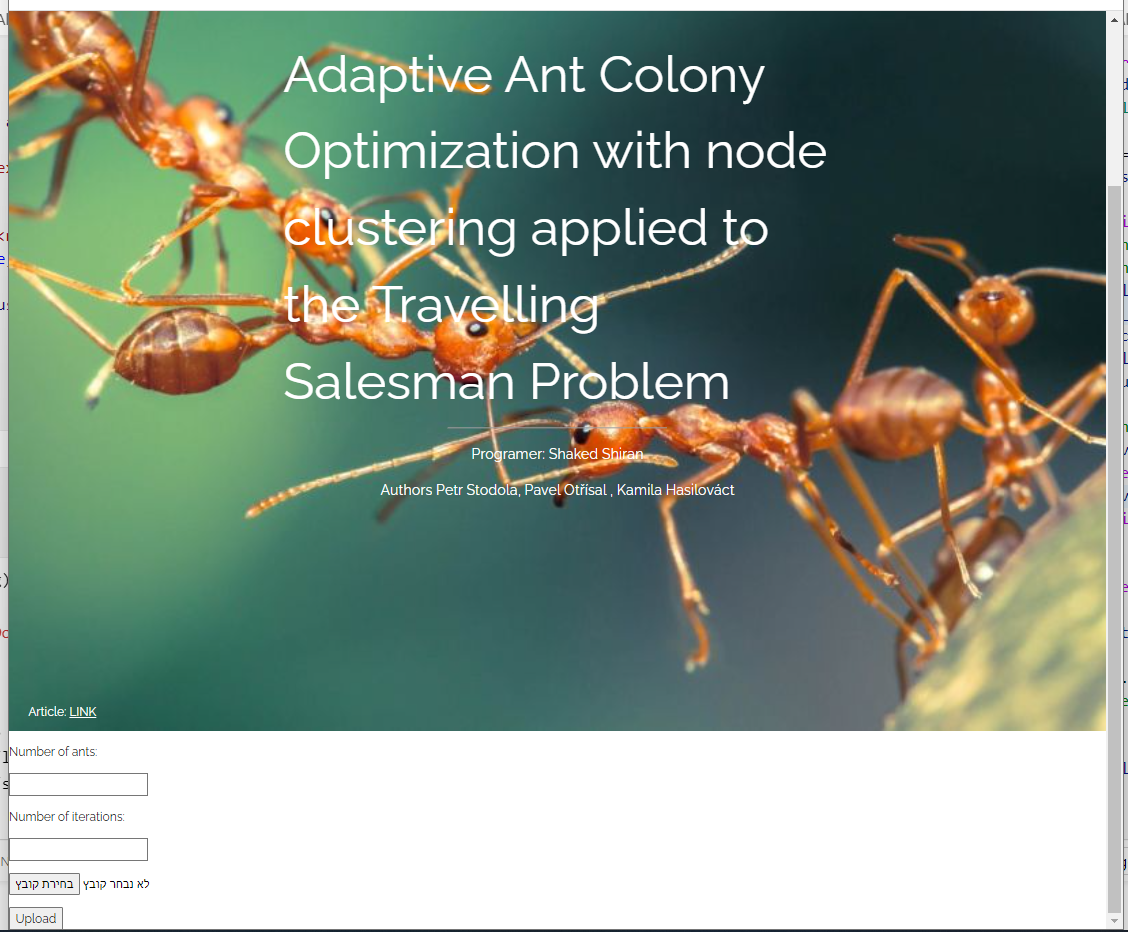 Adaptive Ant Colony
Optimization with node
clustering applied to
the Travelling
Salesman Problem
Programer: Shaked Shiran
Authors Petr Stodola, Pavel Otřísal , Kamila Hasilováct
Article: LINK
Number of ants:
Number of iterations:
בחירת קובץ לא נבחר קובץ
Upload